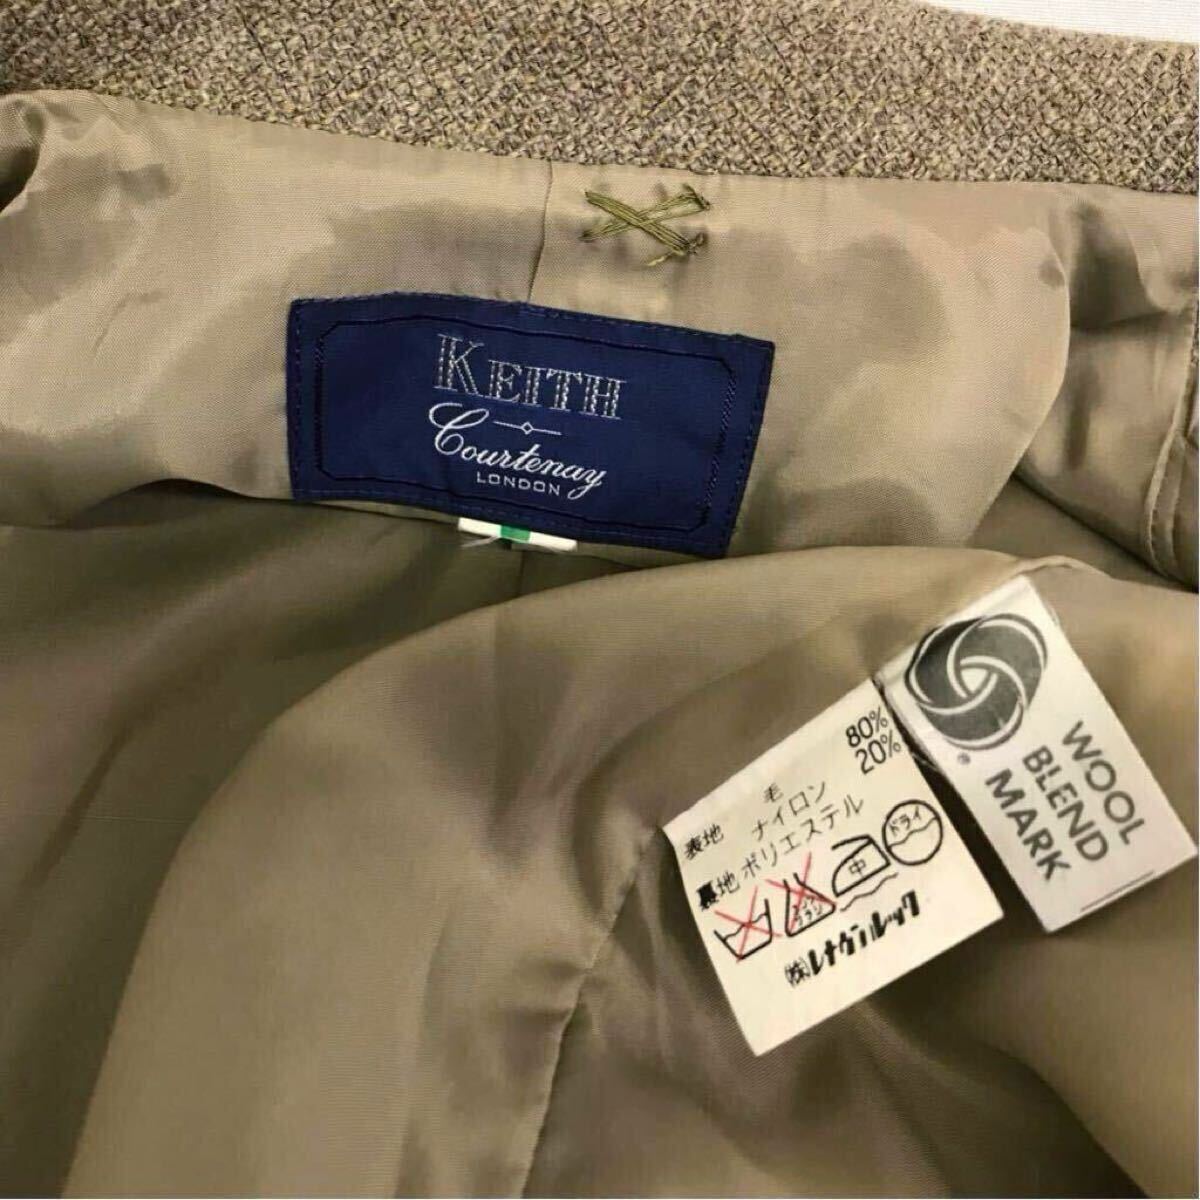 KEITH
Courtenay
LONDON
毛 80%
表地 ナイロン 20%
裏地 ポリエステル
中
ドライ
㈱レナウンルック
WOOL
BLEND
MARK
®